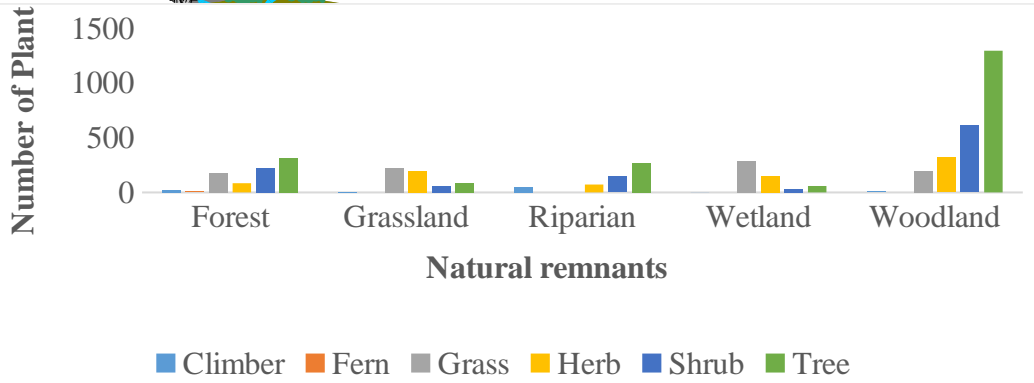 Number of Plant
1500
1000
500
0
Forest Grassland Riparian Wetland Woodland
Natural remnants
Climber Fern Grass Herb Shrub Tree